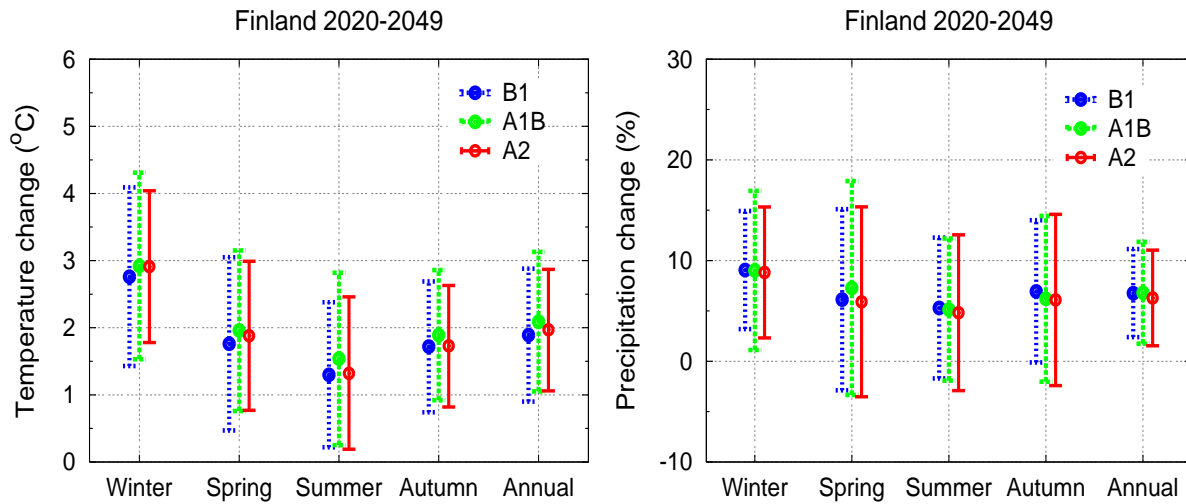 Finland 2020-2049
Temperature change (°C)
6
5
4
3
2
1
0
B1
A1B
A2
Winter Spring Summer Autumn Annual
Finland 2020-2049
Precipitation change (%)
30
20
10
0
-10
B1
A1B
A2
Winter Spring Summer Autumn Annual